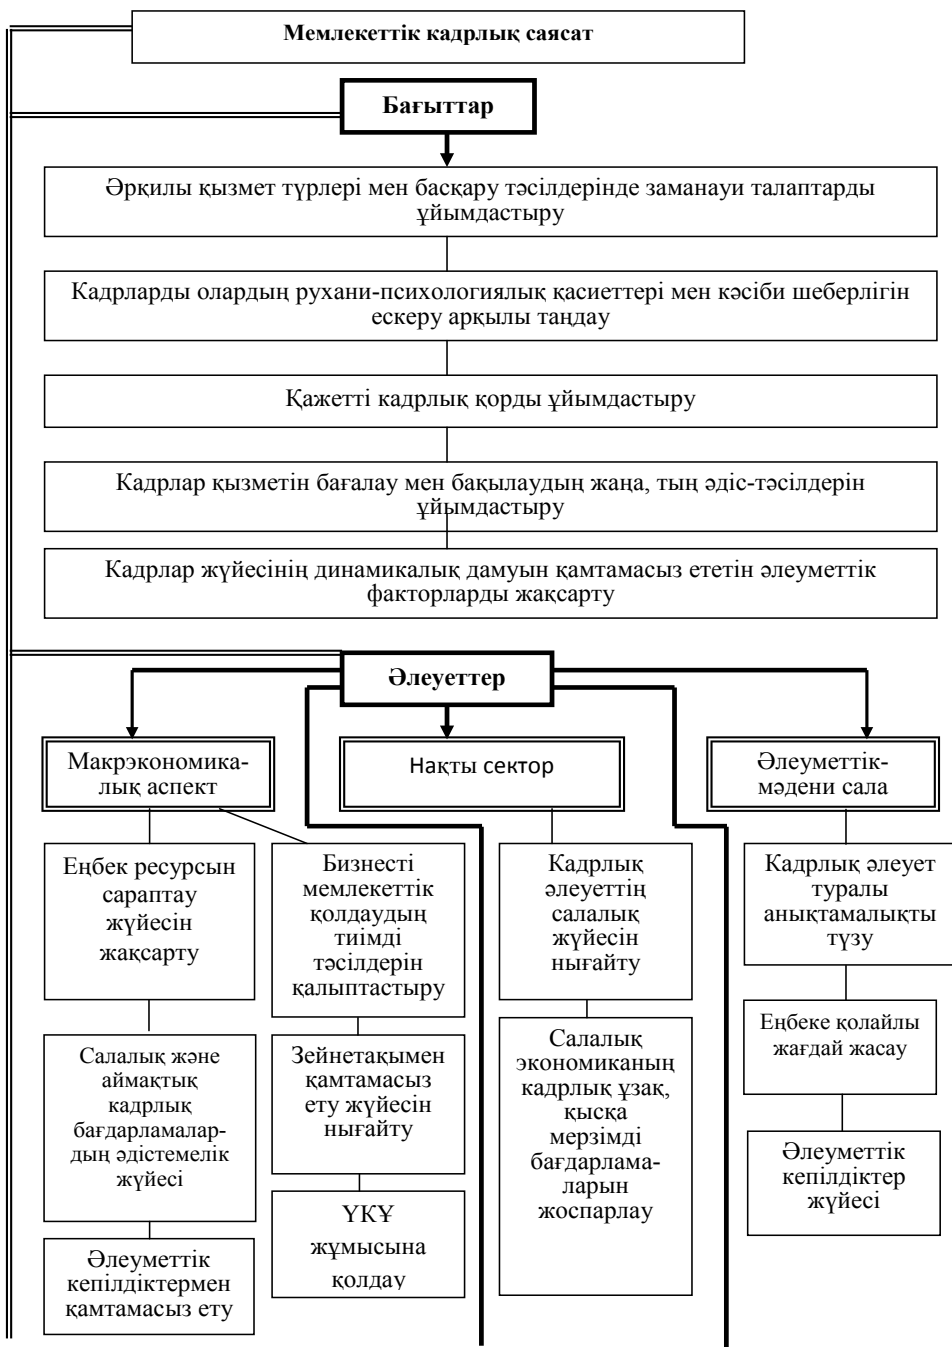 Мемлекеттік кадрлық саясат
Бағыттар
Әрқилы қызмет түрлері мен басқару тәсілдерінде заманауи талаптарды
ұйымдастыру
Кадрларды олардың рухани-психологиялық қасиеттері мен кәсіби шеберлігін
ескеру арқылы таңдау
Қажетті кадрлық қорды ұйымдастыру
Кадрлар қызметін бағалау мен бақылаудың жаңа, тың әдіс-тәсілдерін
ұйымдастыру
Кадрлар жүйесінің динамикалық дамуын қамтамасыз ететін әлеуметтік
факторларды жақсарту
Әлеуеттер
Макрэкономика-
лық аспект
Нақты сектор
Әлеуметтік-
мәдени сала
Еңбек ресурсын
сараптау
жүйесін
жақсарту
Бизнесті
мемлекеттік
қолдаудың
тиімді
тәсілдерін
қалыптастыру
Кадрлық
әлеуеттің
салалық
жүйесін
нығайту
Кадрлық әлеует
туралы
анықтамалықты
түзу
Салалық және
аймақтық
кадрлық
бағдарламалар-
дың әдістемелік
жүйесі
Зейнетақымен
қамтамасыз
ету жүйесін
нығайту
Салалық
экономиканың
кадрлық ұзақ,
қысқа
мерзімді
бағдарлама-
ларын
жоспарлау
Еңбеке қолайлы
жағдай жасау
Әлеуметтік
кепілдіктер
жүйесі
Әлеуметтік
кепілдіктермен
қамтамасыз ету
ҮКҰ
жұмысына
қолдау